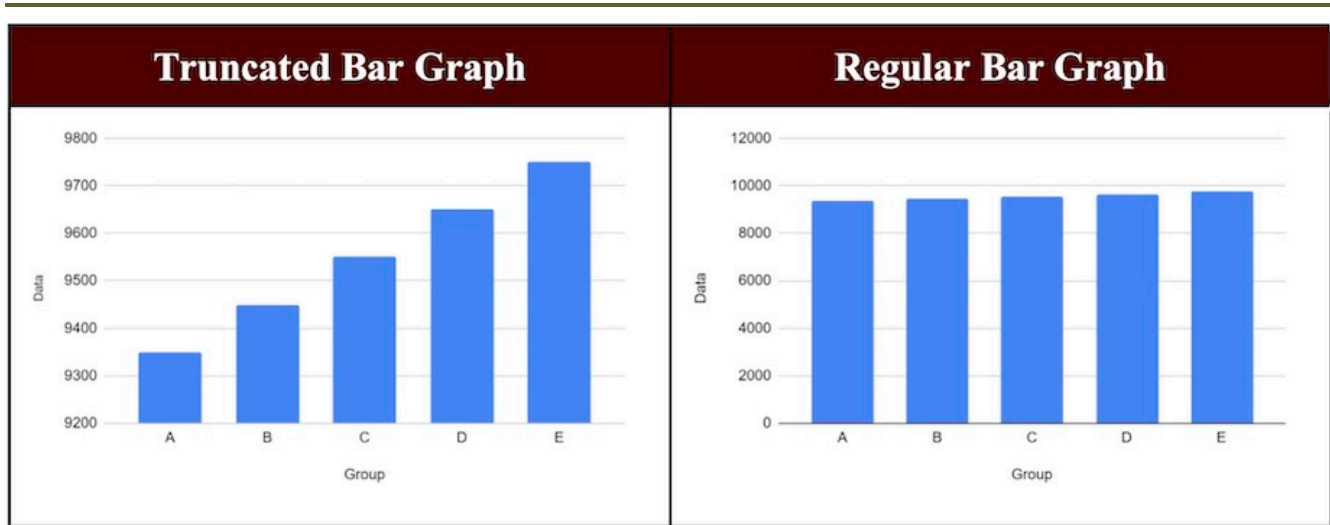 Truncated Bar Graph
Regular Bar Graph
9800
9700
9600
9500
9400
9300
9200
Data
A B C D E
Group
12000
10000
8000
6000
4000
2000
0
Data
A B C D E
Group